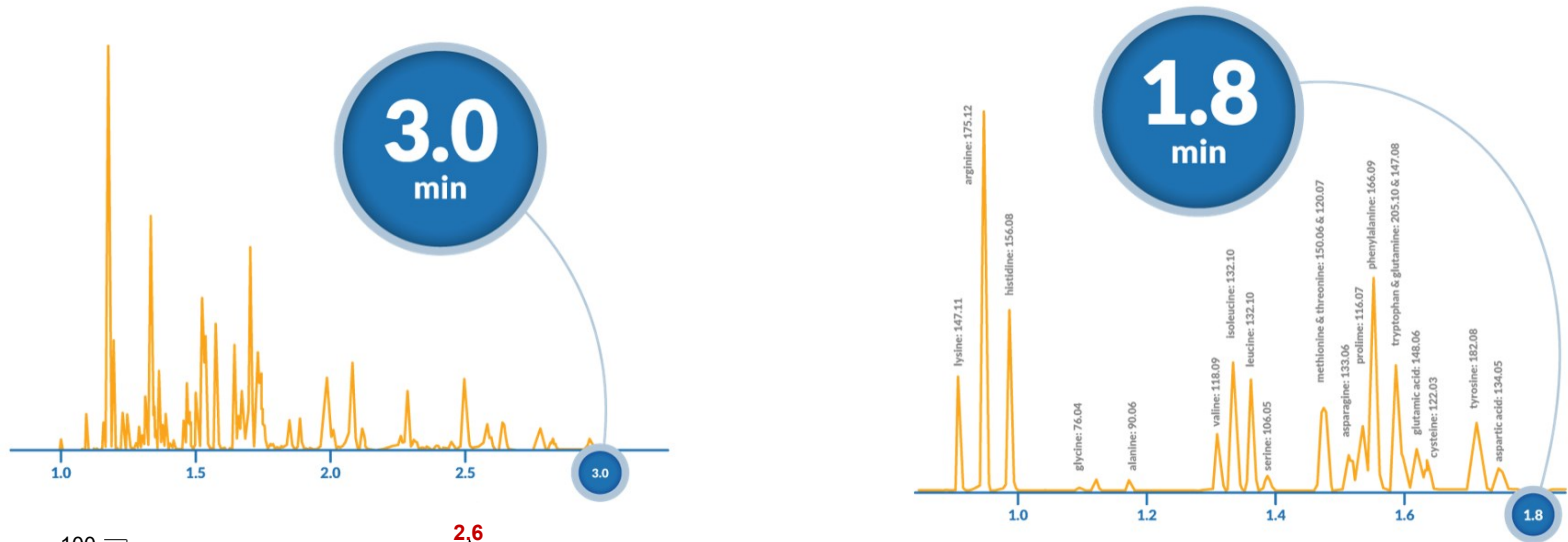 3.0
min
1.0
1.5
2.0
2.5
3.0
2,6
1.8
min
lysine: 147.11
arginine: 175.12
histidine: 156.08
glycine: 76.04
alanine: 90.06
valine: 118.09
isoleucine: 132.10
leucine: 132.10
serine: 106.05
methionine & threonine: 150.06 & 120.07
asparagine: 133.06
prolime: 116.07
phenylalanine: 166.09
tryptophan & glutamine: 205.10 & 147.08
glutamic acid: 148.06
cysteine: 122.03
tyrosine: 182.08
aspartic acid: 134.05
1.0
1.2
1.4
1.6
1.8